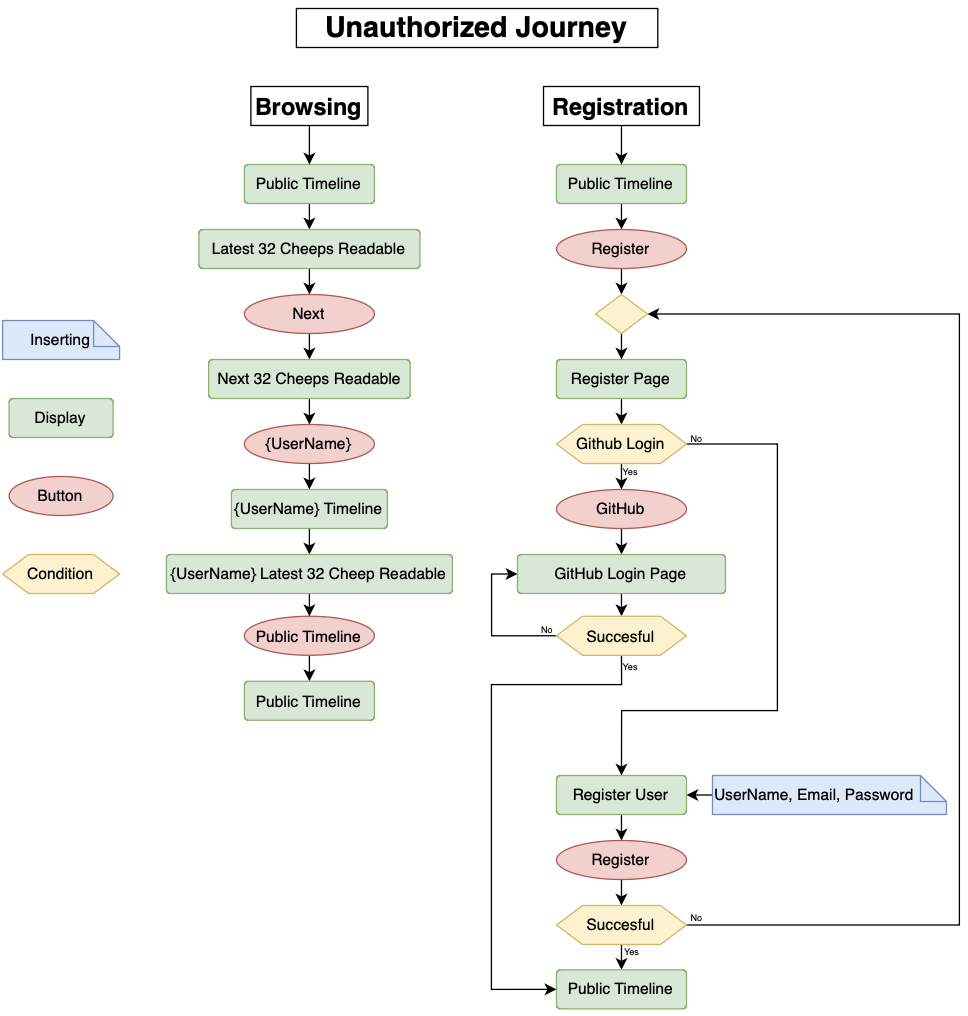 Unauthorized Journey
Browsing
Public Timeline
Latest 32 Cheeps Readable
Next
Next 32 Cheeps Readable
{UserName}
{UserName} Timeline
{UserName} Latest 32 Cheep Readable
Public Timeline
Public Timeline
Inserting
Display
Button
Condition
Registration
Public Timeline
Register
Register Page
Github Login
No
Yes
GitHub
GitHub Login Page
Succesful
No
Yes
Register User
UserName, Email, Password
Register
Succesful
No
Yes
Public Timeline